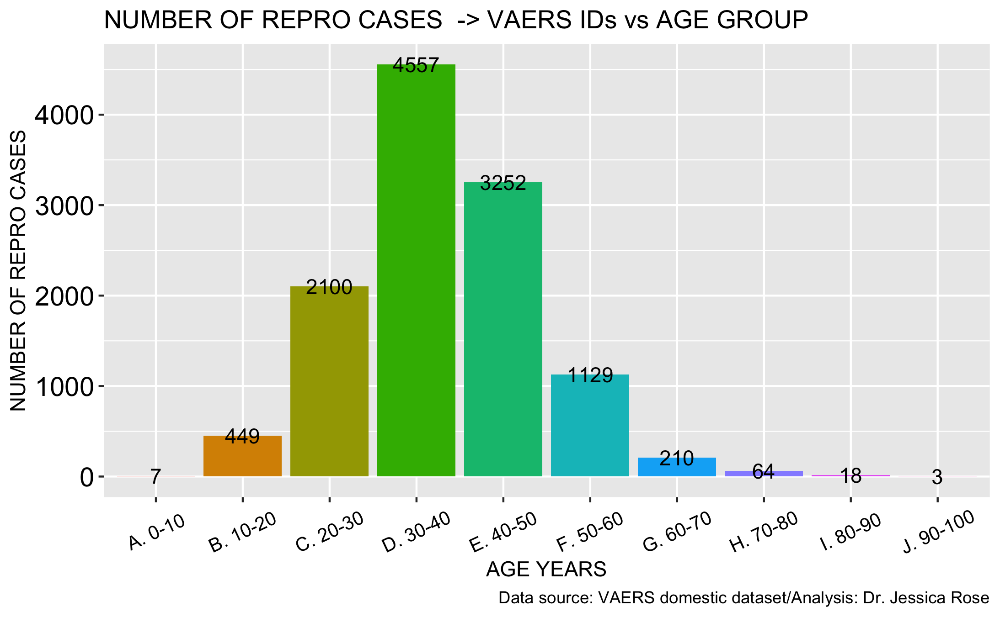 NUMBER OF REPRO CASES  -> VAERS IDs vs AGE GROUP
NUMBER OF REPRO CASES
4000
3000
2000
1000
0
7
449
2100
4557
3252
1129
210
64
18
3
A. 0-10
B. 10-20
C. 20-30
D. 30-40
E. 40-50
F. 50-60
G. 60-70
H. 70-80
I. 80-90
J. 90-100
AGE YEARS
Data source: VAERS domestic dataset/Analysis: Dr. Jessica Rose